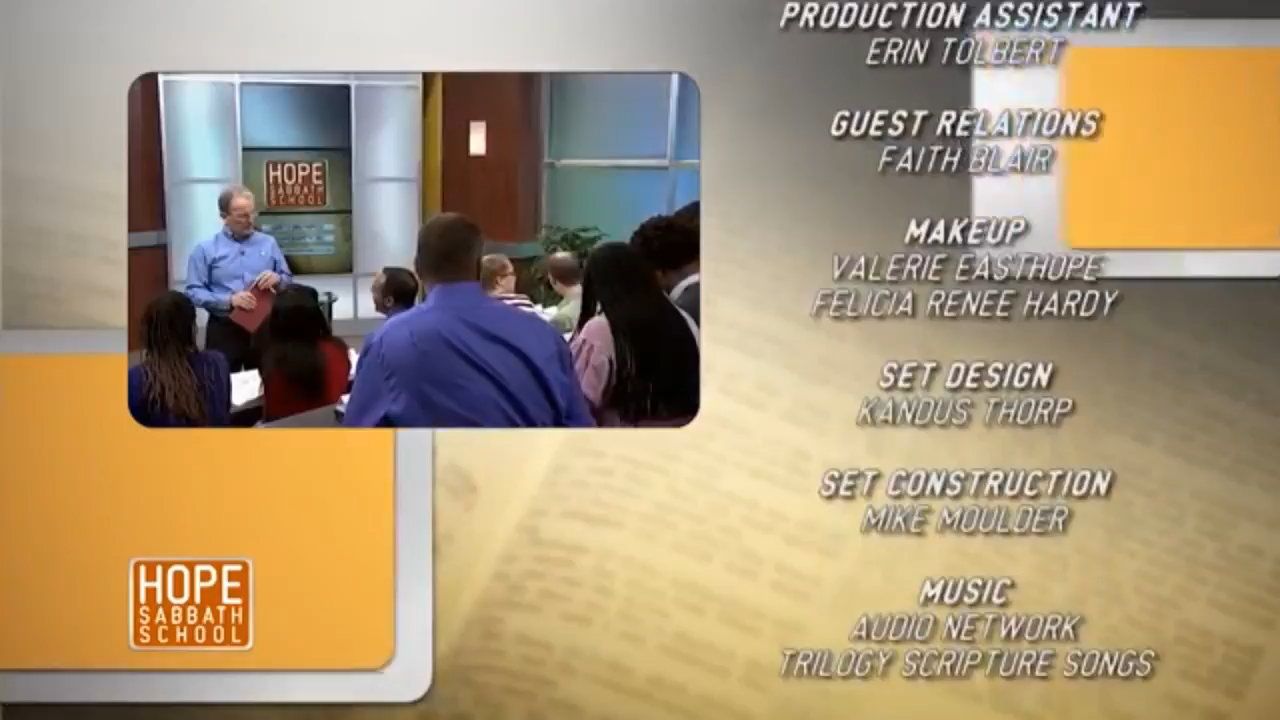 PRODUCTION ASSISTANT
ERIN TOLBERT
GUEST RELATIONS
FAITH BLAIR
MAKEUP
VALERIE EASTHOPE
FELICIA RENEE HARDY
SET DESIGN
KANDUS THORP
SET CONSTRUCTION
MIKE MOULDER
MUSIC
AUDIO NETWORK
TRILOGY SCRIPTURE SONGS
HOPE
SABBATH
SCHOOL
HOPE
SABBATH
SCHOOL